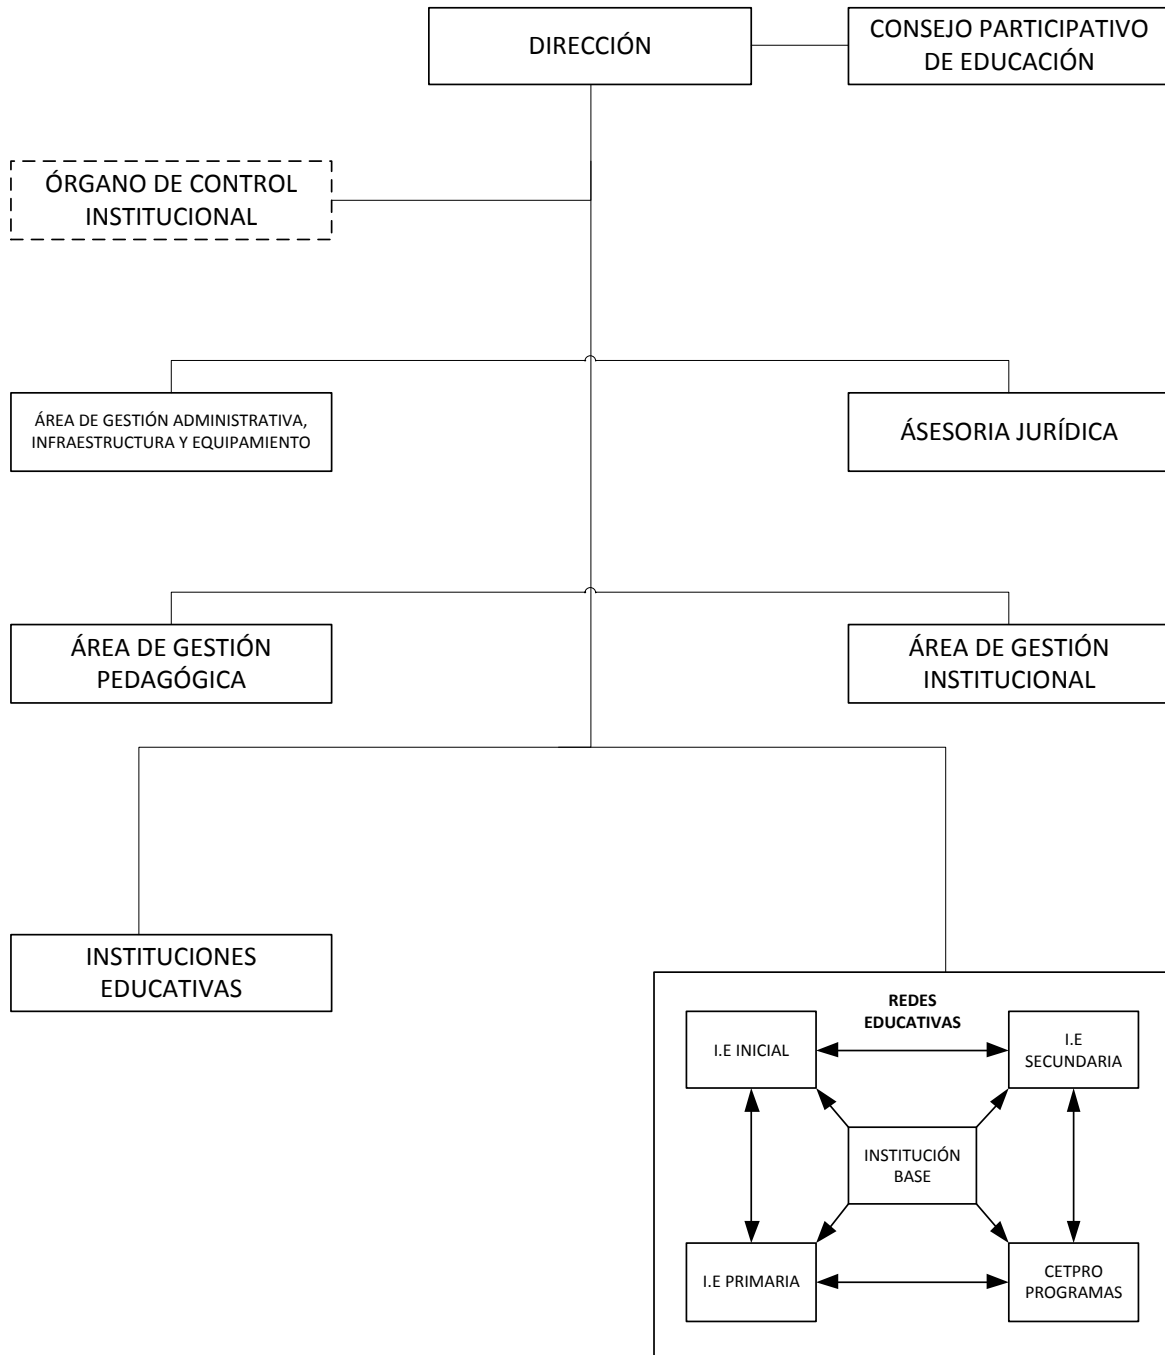 DIRECCIÓN
CONSEJO PARTICIPATIVO
DE EDUCACIÓN
ÓRGANO DE CONTROL
INSTITUCIONAL
ÁREA DE GESTIÓN ADMINISTRATIVA,
INFRAESTRUCTURA Y EQUIPAMIENTO
ÁSESORIA JURÍDICA
ÁREA DE GESTIÓN
PEDAGÓGICA
ÁREA DE GESTIÓN
INSTITUCIONAL
INSTITUCIONES
EDUCATIVAS
REDES
EDUCATIVAS
I.E INICIAL
I.E
SECUNDARIA
INSTITUCIÓN
BASE
I.E PRIMARIA
CETPRO
PROGRAMAS